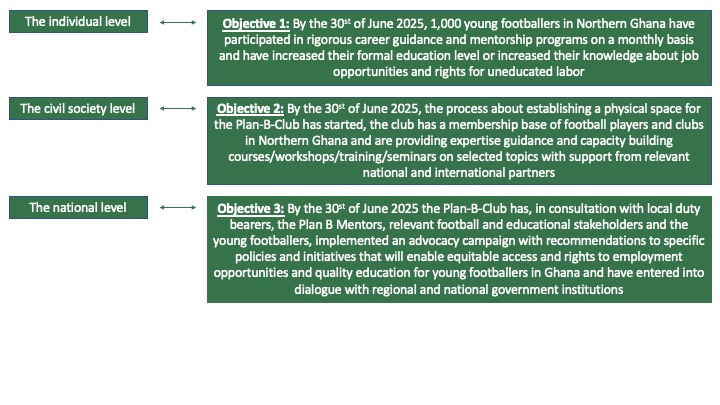 The individual level
Objective 1: By the 30st of June 2025, 1,000 young footballers in Northern Ghana have
participated in rigorous career guidance and mentorship programs on a monthly basis
and have increased their formal education level or increased their knowledge about job
opportunities and rights for uneducated labor
The civil society level
Objective 2: By the 30st of June 2025, the process about establishing a physical space for
the Plan-B-Club has started, the club has a membership base of football players and clubs
in Northern Ghana and are providing expertise guidance and capacity building
courses/workshops/training/seminars on selected topics with support from relevant
national and international partners
The national level
Objective 3: By the 30st of June 2025 the Plan-B-Club has, in consultation with local duty
bearers, the Plan B Mentors, relevant football and educational stakeholders and the
young footballers, implemented an advocacy campaign with recommendations to specific
policies and initiatives that will enable equitable access and rights to employment
opportunities and quality education for young footballers in Ghana and have entered into
dialogue with regional and national government institutions